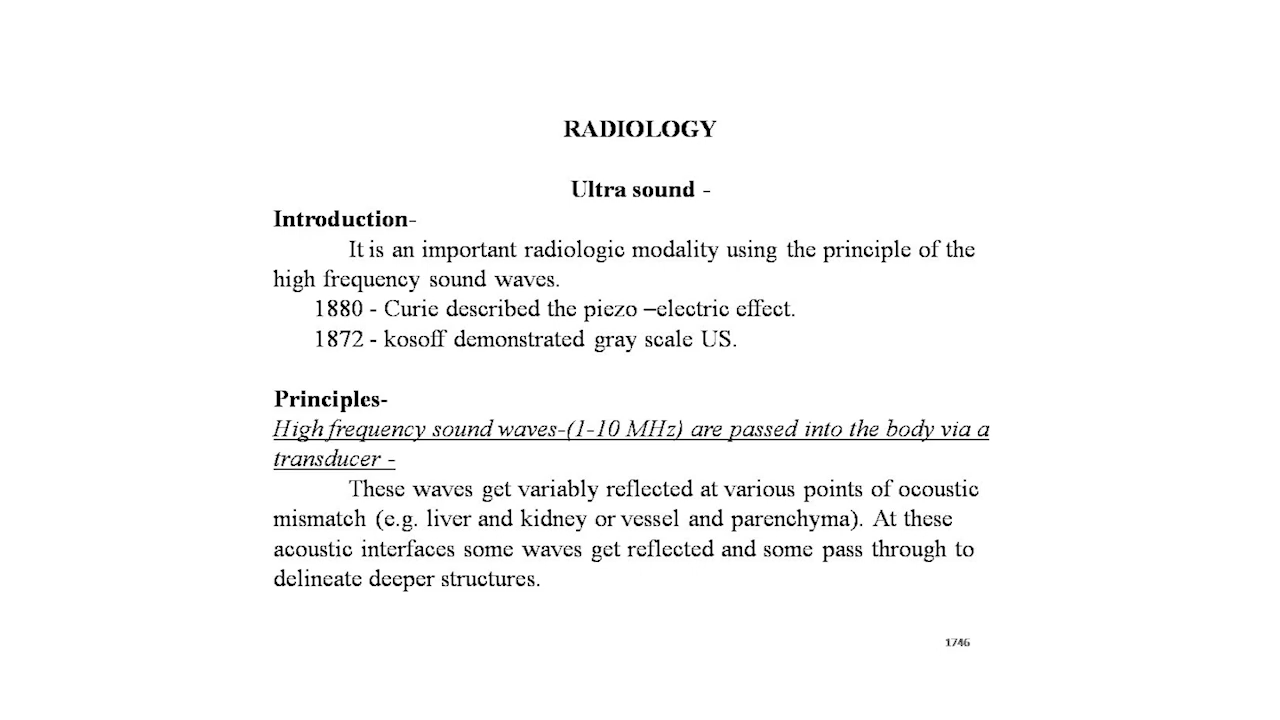 RADIOLOGY
Ultra sound -
Introduction-
It is an important radiologic modality using the principle of the
high frequency sound waves.
1880 - Curie described the piezo –electric effect.
1872 - kosoff demonstrated gray scale US.
Principles-
High frequency sound waves-(1-10 MHz) are passed into the body via a
transducer -
These waves get variably reflected at various points of ocoustic
mismatch (e.g. liver and kidney or vessel and parenchyma). At these
acoustic interfaces some waves get reflected and some pass through to
delineate deeper structures.
1746